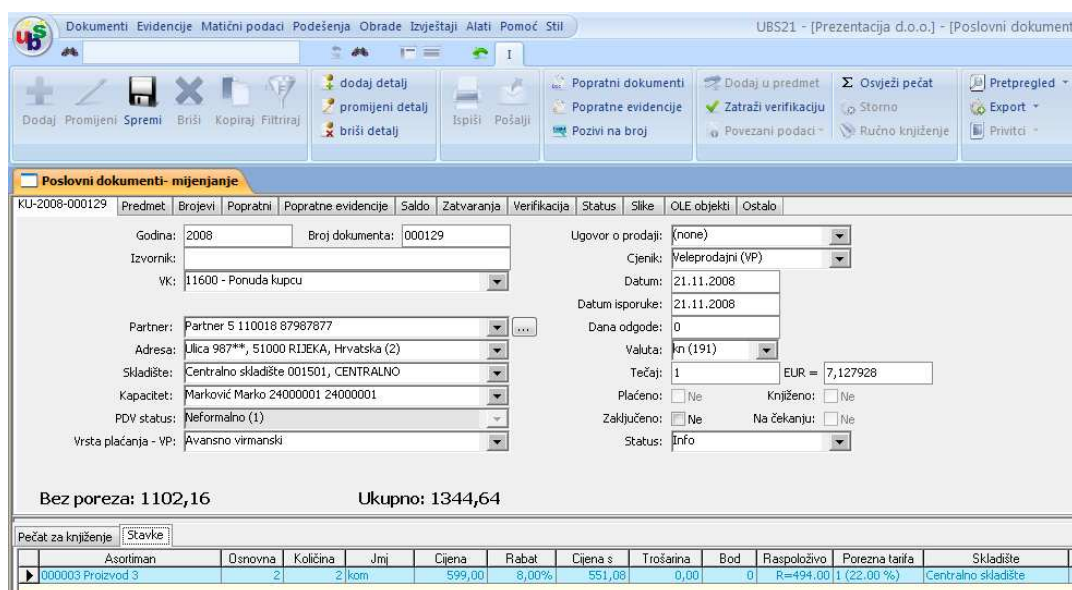 ubs
Dokumenti Evidencije Matični podaci Podešenja Obrade Izvještaji Alati Pomoć Stil
UBS21 - [Prezentacija d.o.o.] - [Poslovni dokument
I
Dodaj Promijeni Spremi Briši Kopiraj Filtriraj
dodaj detalj
promijeni detalj
briši detalj
Ispiši Pošalji
Popratni dokumenti
Popratne evidencije
Pozivi na broj
Dodaj u predmet
Zatraži verifikaciju
Povezani podaci
Σ Osvježi pečat
Storno
Ručno knjiženje
Pretpregled
Export
Privitci
Poslovni dokumenti- mijenjanje
KU-2008-000129 Predmet Brojevi Popratni Popratne evidencije Saldo Zatvaranja Verifikacija Status Slike OLE objekti Ostalo
Godina: 2008 Broj dokumenta: 000129
Izvornik:
VK: 11600 - Ponuda kupcu
Partner: Partner 5 110018 87987877 ...
Adresa: Ulica 987**, 51000 RIJEKA, Hrvatska (2)
Skladište: Centralno skladište 001501, CENTRALNO
Kapacitet: Marković Marko 24000001 24000001
PDV status: Neformalno (1)
Vrsta plaćanja - VP: Avansno virmanski
Ugovor o prodaji: (none)
Cjenik: Veleprodajni (VP)
Datum: 21.11.2008
Datum isporuke: 21.11.2008
Dana odgode: 0
Valuta: kn (191)
Tečaj: 1 EUR = 7,127928
Plaćeno: Ne Knjiženo: Ne
Zaključeno: Ne Na čekanju: Ne
Status: Info
Bez poreza: 1102,16 Ukupno: 1344,64
Pečat za knjiženje Stavke
Asortiman Osnovna Količina Jmj Cijena Rabat Cijena s Trošarina Bod Raspoloživo Porezna tarifa Skladište
000003 Proizvod 3 2 2 kom 599,00 8,00% 551,08 0,00 0 R=494.00 1 (22.00 %) Centralno skladište